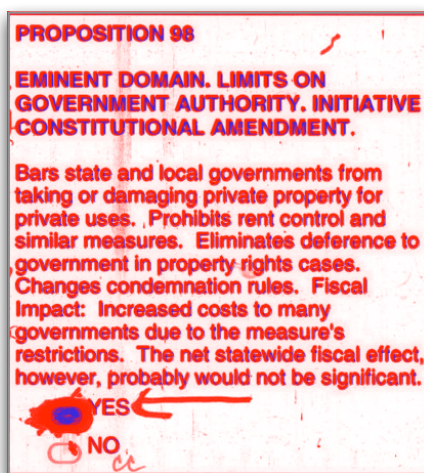 PROPOSITION 98
EMINENT DOMAIN. LIMITS ON
GOVERNMENT AUTHORITY. INITIATIVE
CONSTITUTIONAL AMENDMENT.
Bars state and local governments from
taking or damaging private property for
private uses. Prohibits rent control and
similar measures. Eliminates deference to
government in property rights cases.
Changes condemnation rules. Fiscal
Impact: Increased costs to many
governments due to the measure's
restrictions. The net statewide fiscal effect,
however, probably would not be significant.
YES
NO
cc